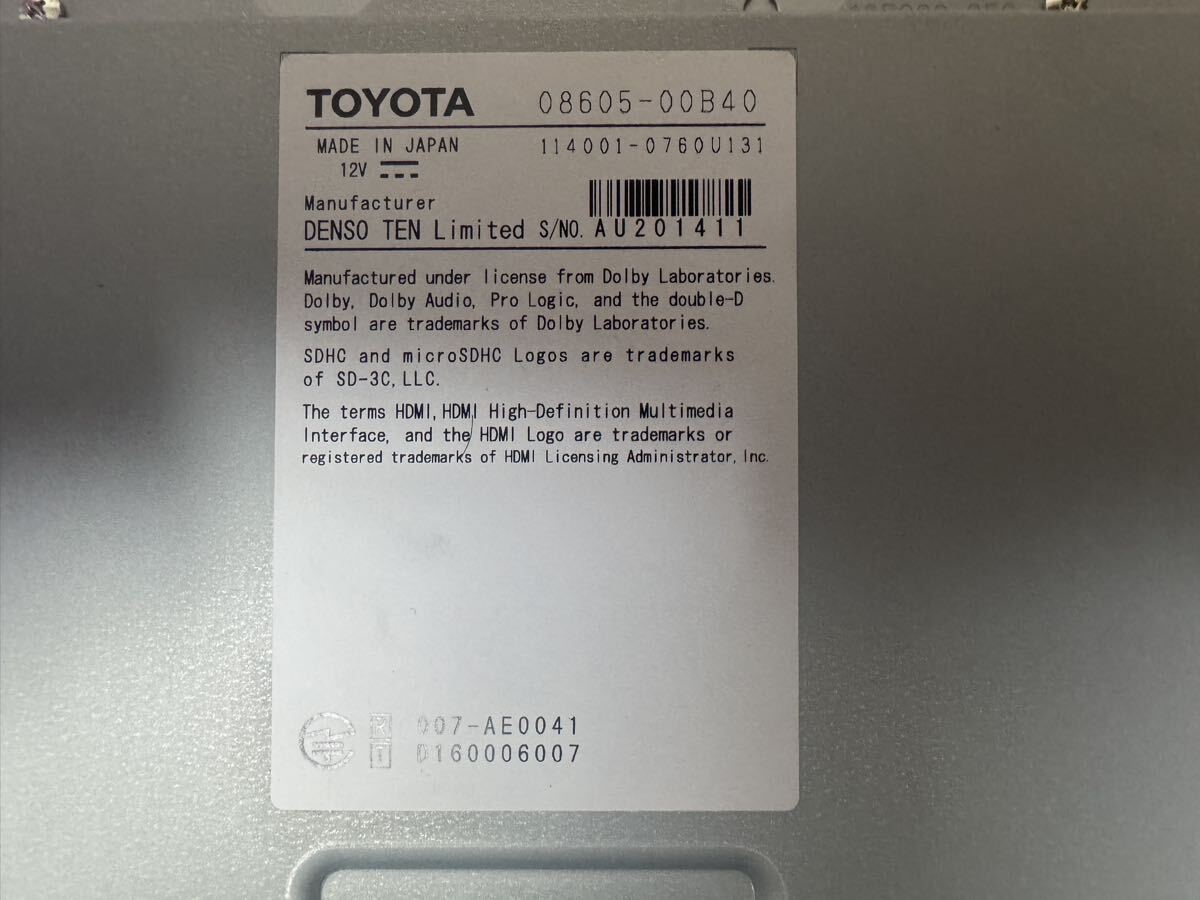 TOYOTA 08605-00B40
MADE IN JAPAN 114001-0760U131
12V
Manufacturer
DENSO TEN Limited S/NO. AU201411
Manufactured under license from Dolby Laboratories.
Dolby, Dolby Audio, Pro Logic, and the double-D
symbol are trademarks of Dolby Laboratories.
SDHC and microSDHC Logos are trademarks
of SD-3C, LLC.
The terms HDMI, HDMI High-Definition Multimedia
Interface, and the HDMI Logo are trademarks or
registered trademarks of HDMI Licensing Administrator, Inc.
R 007-AE0041
T D160006007